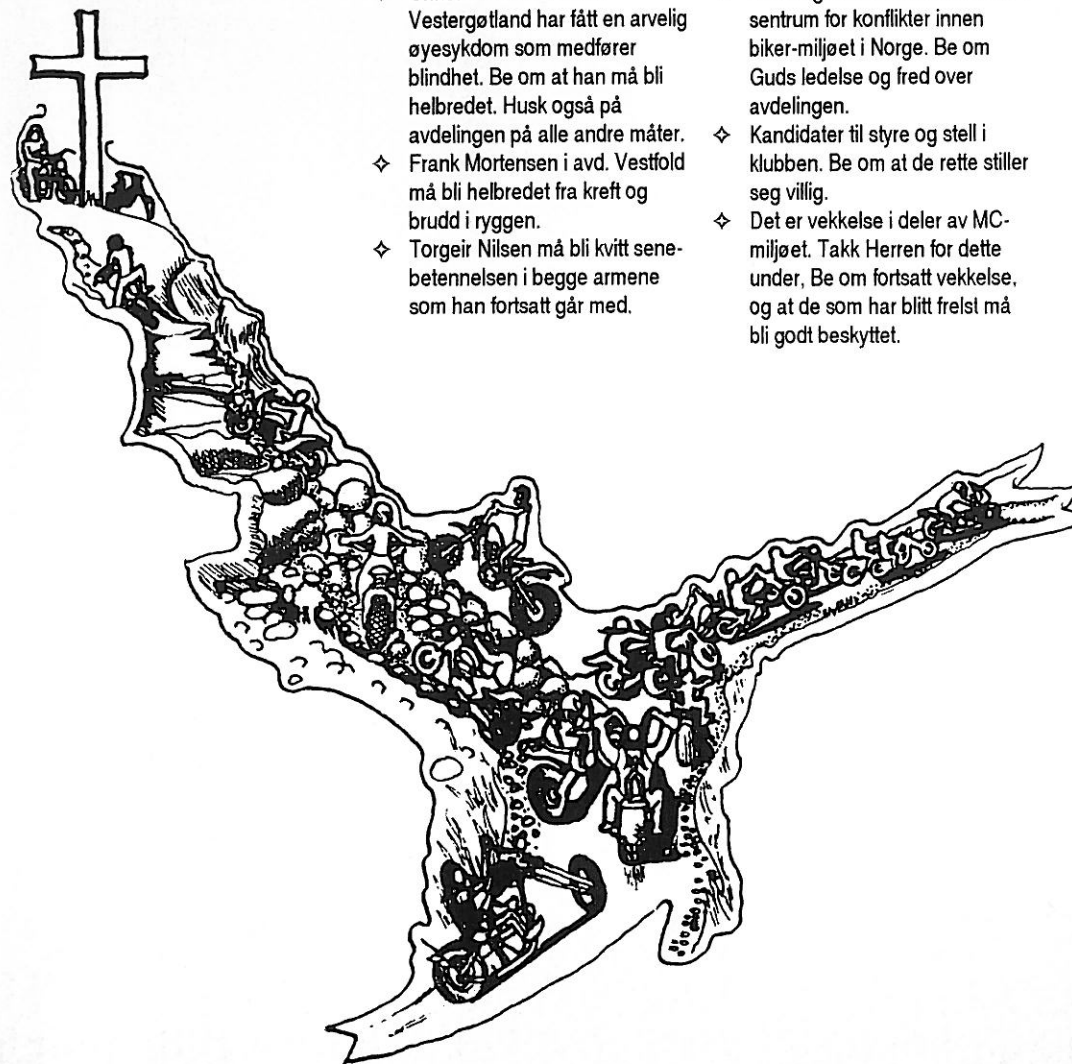 Vestergøtland har fått en arvelig
øyesykdom som medfører
blindhet. Be om at han må bli
helbredet. Husk også på
avdelingen på alle andre måter.
✧ Frank Mortensen i avd. Vestfold
må bli helbredet fra kreft og
brudd i ryggen.
✧ Torgeir Nilsen må bli kvitt sene-
betennelsen i begge armene
som han fortsatt går med.
sentrum for konflikter innen
biker-miljøet i Norge. Be om
Guds ledelse og fred over
avdelingen.
✧ Kandidater til styre og stell i
klubben. Be om at de rette stiller
seg villig.
✧ Det er vekkelse i deler av MC-
miljøet. Takk Herren for dette
under, Be om fortsatt vekkelse,
og at de som har blitt frelst må
bli godt beskyttet.